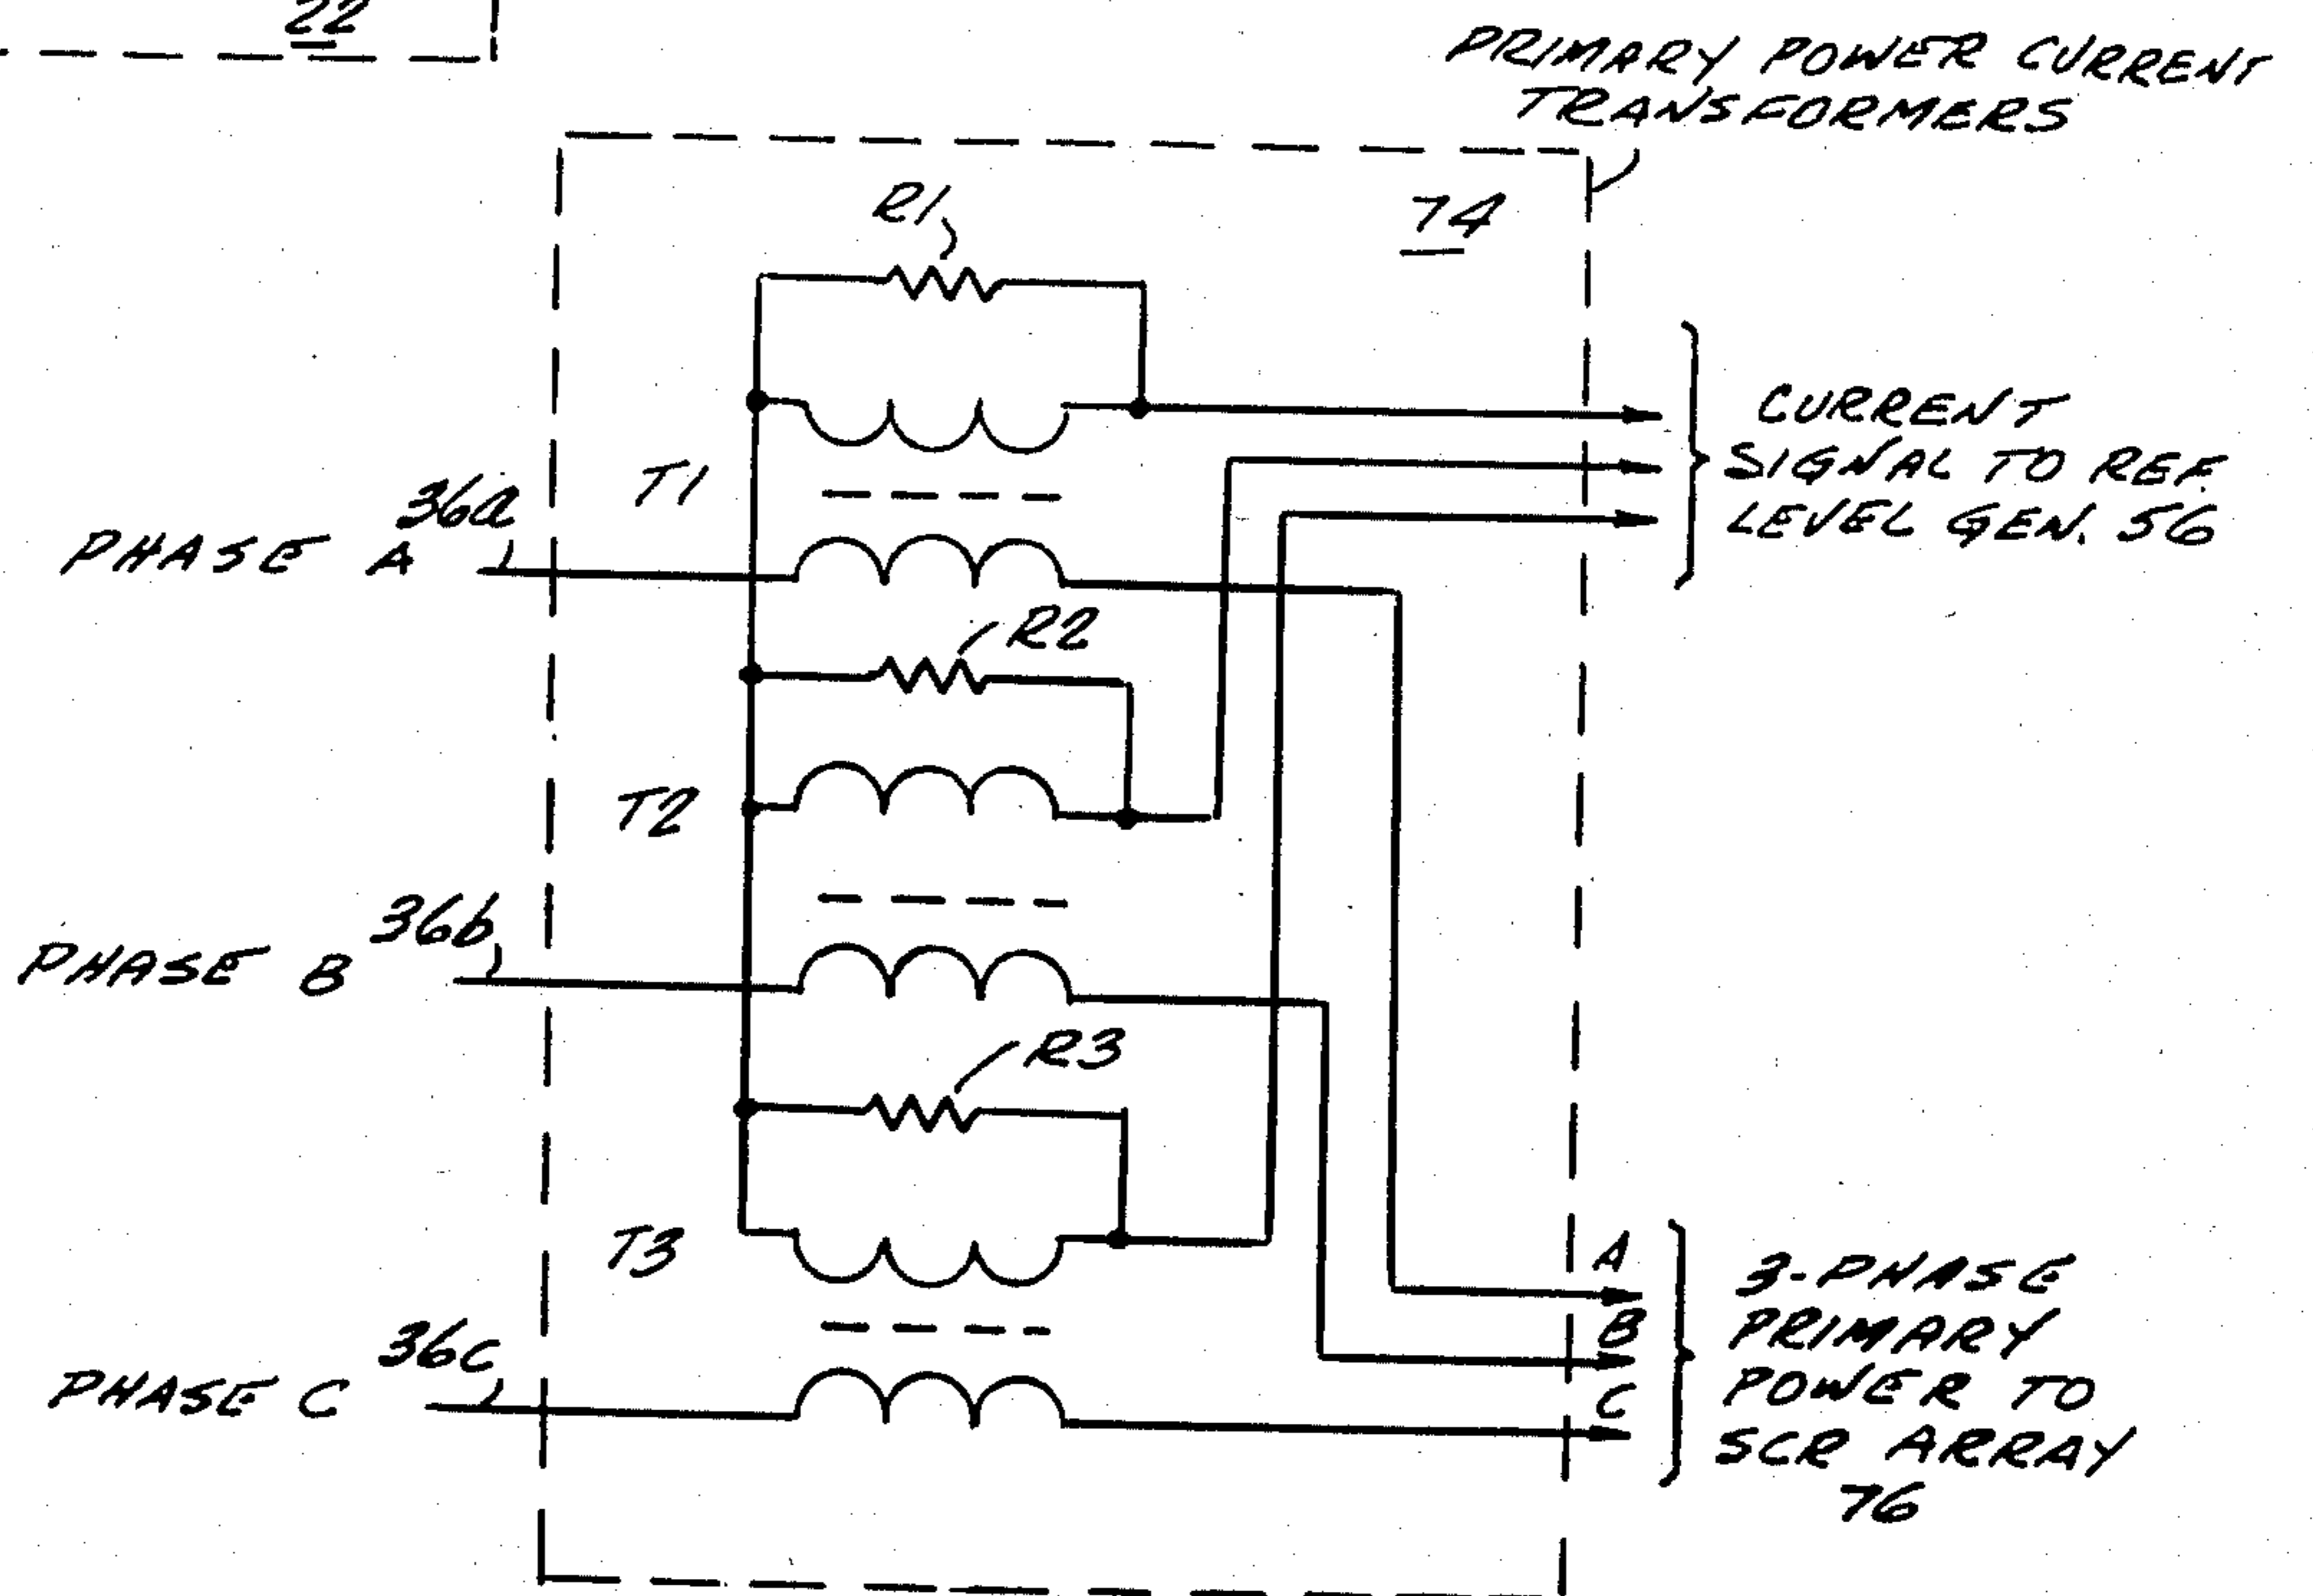 22
PRIMARY POWER CURRENT
TRANSFORMERS
R1
74
CURRENT
SIGNAL TO REF.
LEVEL GEN. 56
T1
36a
PHASE A
R2
T2
36b
PHASE B
R3
T3
A
B
C
3-PHASE
PRIMARY
POWER TO
SCR ARRAY
76
36c
PHASE C